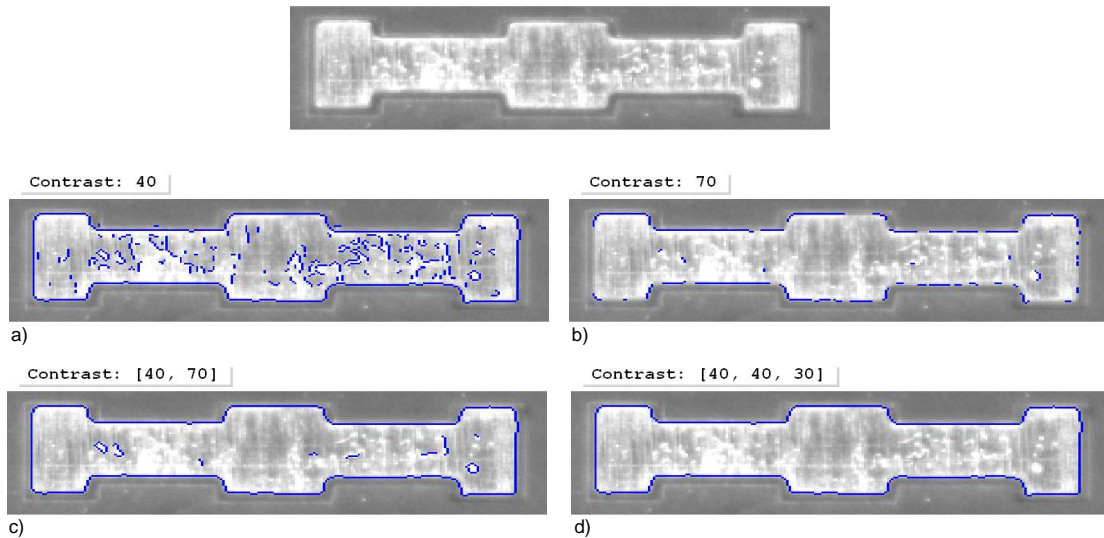 Contrast: 40
Contrast: 70
a)
b)
Contrast: [40, 70]
Contrast: [40, 40, 30]
c)
d)